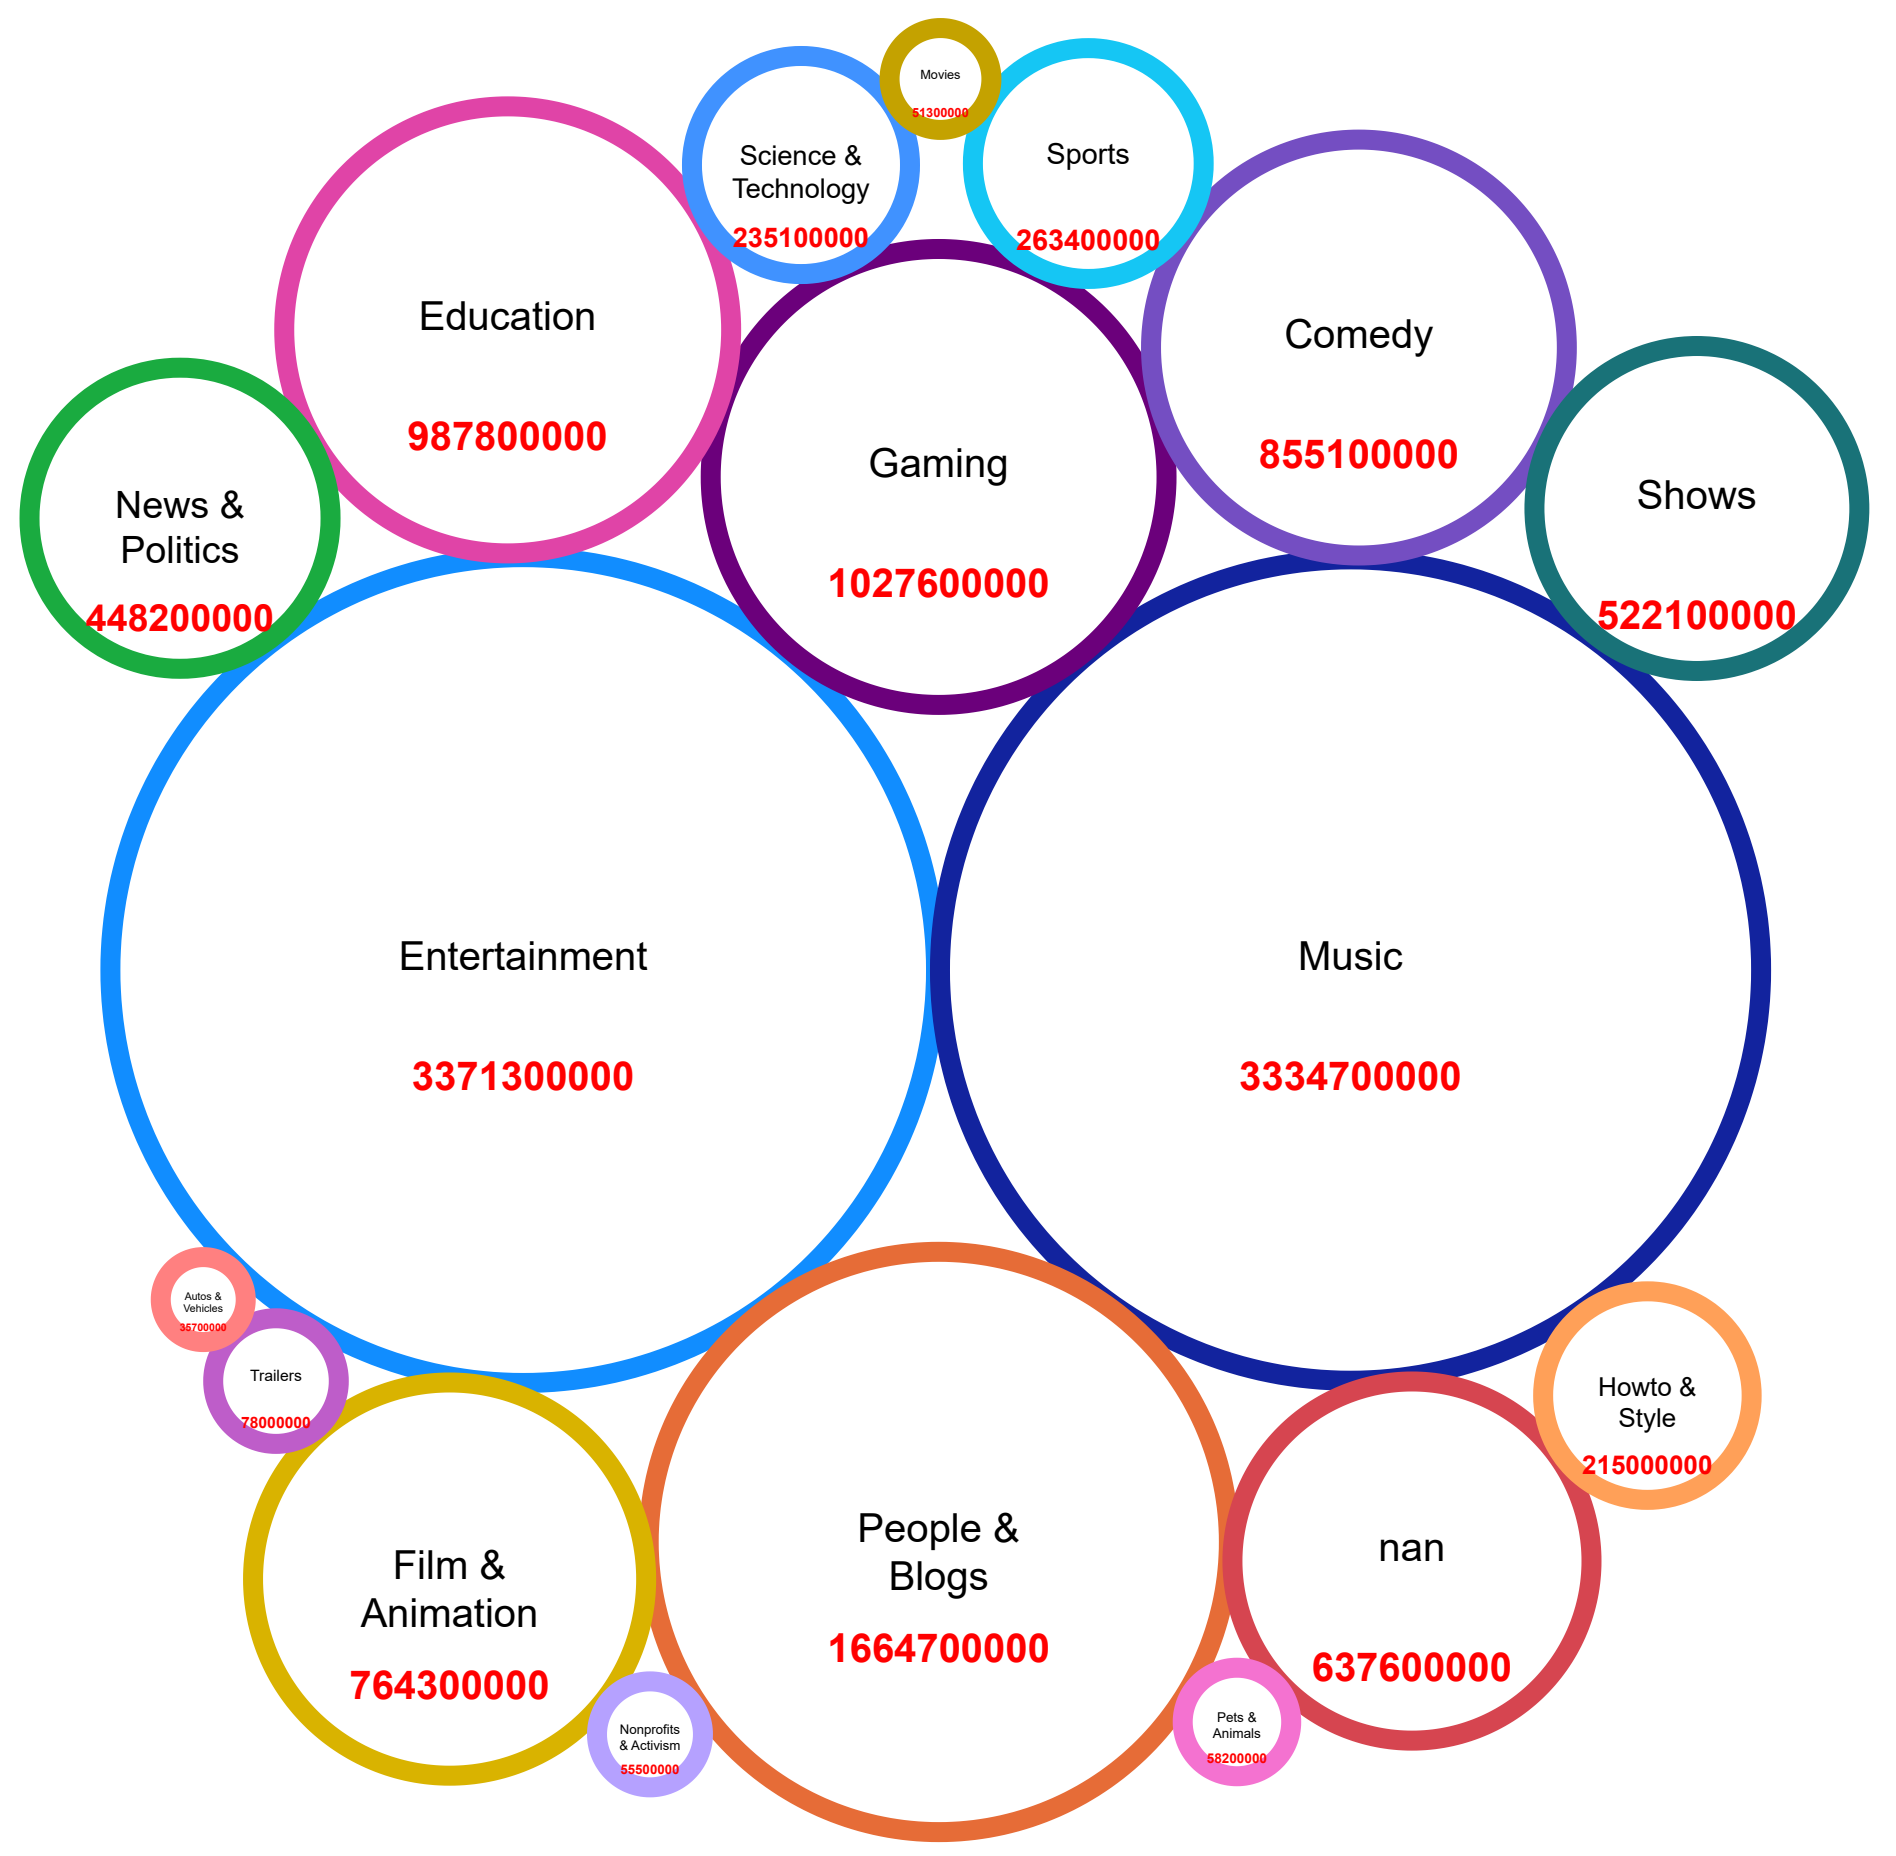 Movies
51300000
Science &
Technology
235100000
Sports
263400000
Education
987800000
Comedy
855100000
Gaming
1027600000
News &
Politics
448200000
Shows
522100000
Entertainment
3371300000
Music
3334700000
Autos &
Vehicles
35700000
Trailers
78000000
Howto &
Style
215000000
Film &
Animation
764300000
People &
Blogs
1664700000
nan
637600000
Nonprofits
& Activism
55500000
Pets &
Animals
58200000